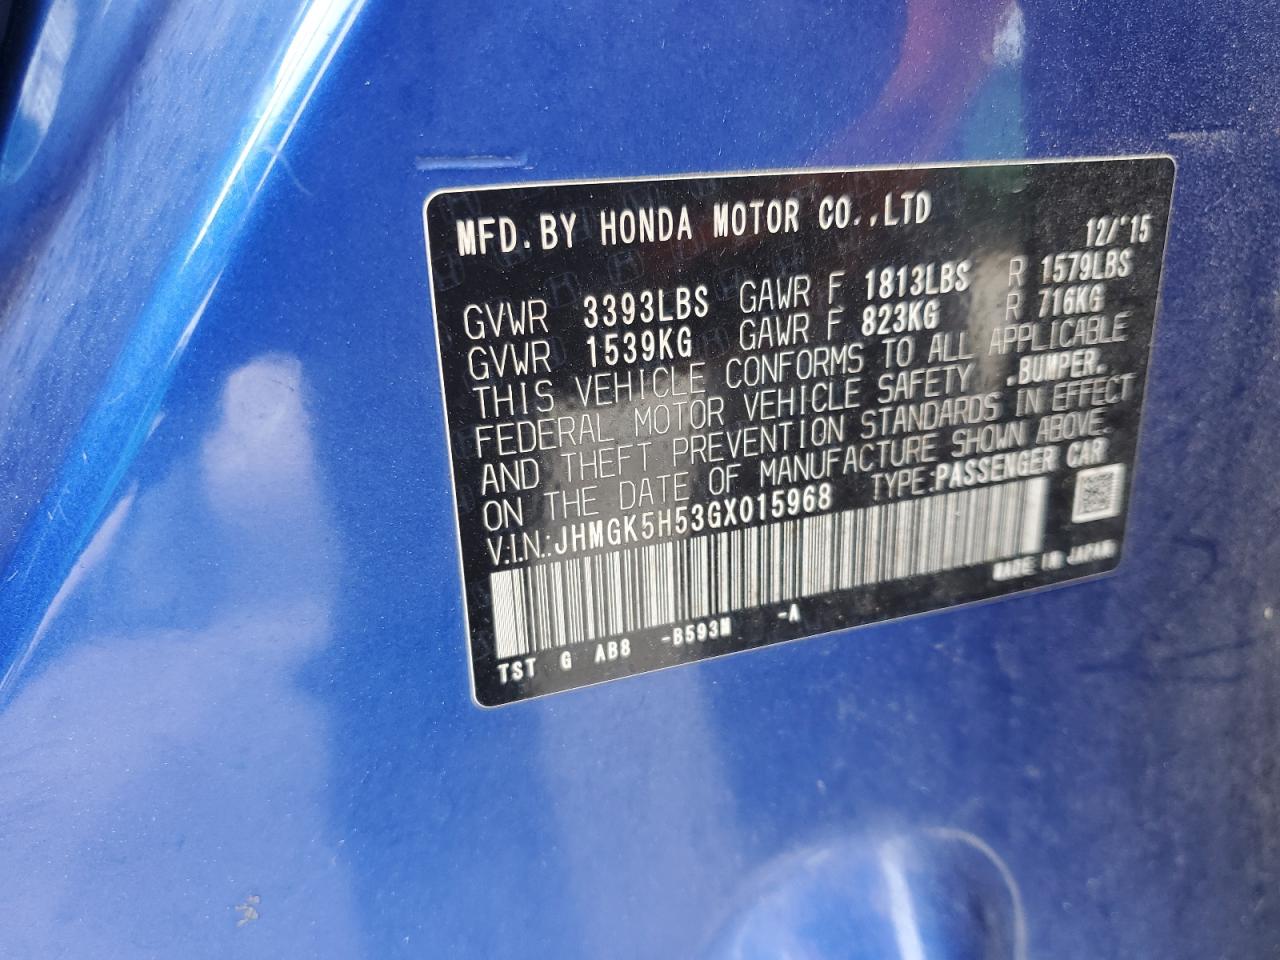 MFD. BY HONDA MOTOR CO.,LTD
12/'15
GVWR 3393LBS GAWR F 1813LBS R 1579LBS
GVWR 1539KG GAWR F 823KG R 716KG
THIS VEHICLE CONFORMS TO ALL APPLICABLE
FEDERAL MOTOR VEHICLE SAFETY ,BUMPER,
AND THEFT PREVENTION STANDARDS IN EFFECT
ON THE DATE OF MANUFACTURE SHOWN ABOVE.
V.I.N.:JHMGK5H53GX015968 TYPE:PASSENGER CAR
MADE IN JAPAN
TST G AB8 -B593M -A